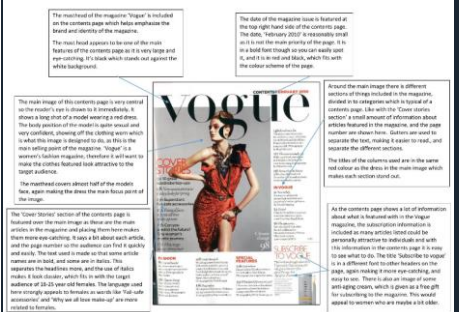 The masthead of the magazine 'Vogue' is included
on the contents page which helps emphasize the
brand and identity of the magazine.
The mast head appears to be one of the main
features of the contents page as it is very large and
eye-catching. It's black which stands out against the
white background.
The date of the magazine issue is featured at
the top right hand side of the contents page.
The date, 'February 2010' is reasonably small
as it is not the main priority of the page. It is
in a bold font though so one can easily spot
it, and it is in red and black, which fits with
the colour scheme of the page.
The main image of this contents page is very central
so the reader's eye is drawn to it immediately. It
shows a long shot of a model wearing a red dress.
The body position of the model is quite sexual and
very confident, showing off the clothing worn which
is what this image is designed to do, as this is the
main selling point of the magazine. 'Vogue' is a
women's fashion magazine, therefore it will want to
make the clothes featured look attractive to the
target audience.
The masthead covers almost half of the model's
face, again making the dress the main focus point of
the image.
The 'Cover Stories' section of the contents page is
featured over the main image as these are the main
articles in the magazine and placing them here makes
them more eye-catching. It says a bit about each article,
and the page number so the audience can find it quickly
and easily. The text used is made so that some article
names are in bold, and some are in italics. This
separates the headlines more, and the use of italics
makes it look classier, which fits in with the target
audience of 18-25 year old females. The language used
here strongly appeals to females as words like 'Fail-safe
accessories' and 'Why we all love make-up' are more
related to females.
CONTENTS FEBRUARY 2010
vogue
COVER
STORIES
FASHION
SPECIAL
FEATURES
SUBSCRIBE
TO VOGUE
Around the main image there is different
sections of things included in the magazine,
divided in to categories which is typical of a
contents page. Like with the 'Cover stories
section' a small amount of information about
articles featured in the magazine, and the page
number are shown here. Gutters are used to
separate the text, making it easier to read, and
separate the different sections.
The titles of the columns used are in the same
red colour as the dress in the main image which
makes each section stand out.
As the contents page shows a lot of information
about what is featured with in the Vogue
magazine, the subscription information is
included as many articles listed could be
personally attractive to individuals and with
this information in the contents page it is easy
to see what to do. The title 'Subscribe to vogue'
is in a different font to other headers on the
page, again making it more eye-catching, and
easy to see. There is also an image of some
anti-aging cream, which is given as a free gift
for subscribing to the magazine. This would
appeal to women who are maybe a bit older.